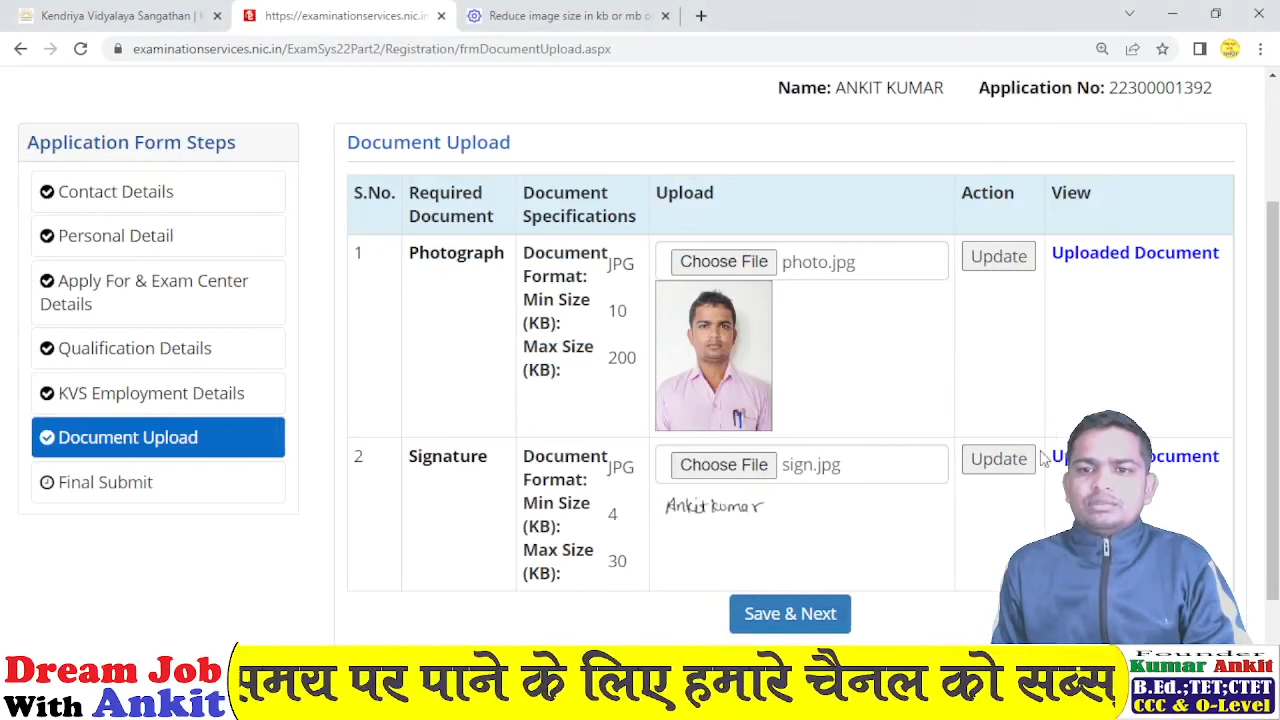 Kendriya Vidyalaya Sangathan | K
https://examinationservices.nic.in
Reduce image size in kb or mb o
examinationservices.nic.in/ExamSys22Part2/Registration/frmDocumentUpload.aspx
Name: ANKIT KUMAR Application No: 22300001392
Application Form Steps
Contact Details
Personal Detail
Apply For & Exam Center
Details
Qualification Details
KVS Employment Details
Document Upload
Final Submit
Document Upload
S.No. Required Document Document Specifications Upload Action View
1 Photograph Document Format: JPG Choose File photo.jpg Update Uploaded Document
Min Size (KB): 10
Max Size (KB): 200
2 Signature Document Format: JPG Choose File sign.jpg Update
Ankitkumar
Min Size (KB): 4
Max Size (KB): 30
Save & Next
Dream Job
With Ankit
समय पर पाने के लिए हमारे चैनल को सब्स
Founder
Kumar Ankit
B.Ed.;TET;CTET
CCC & O-Level